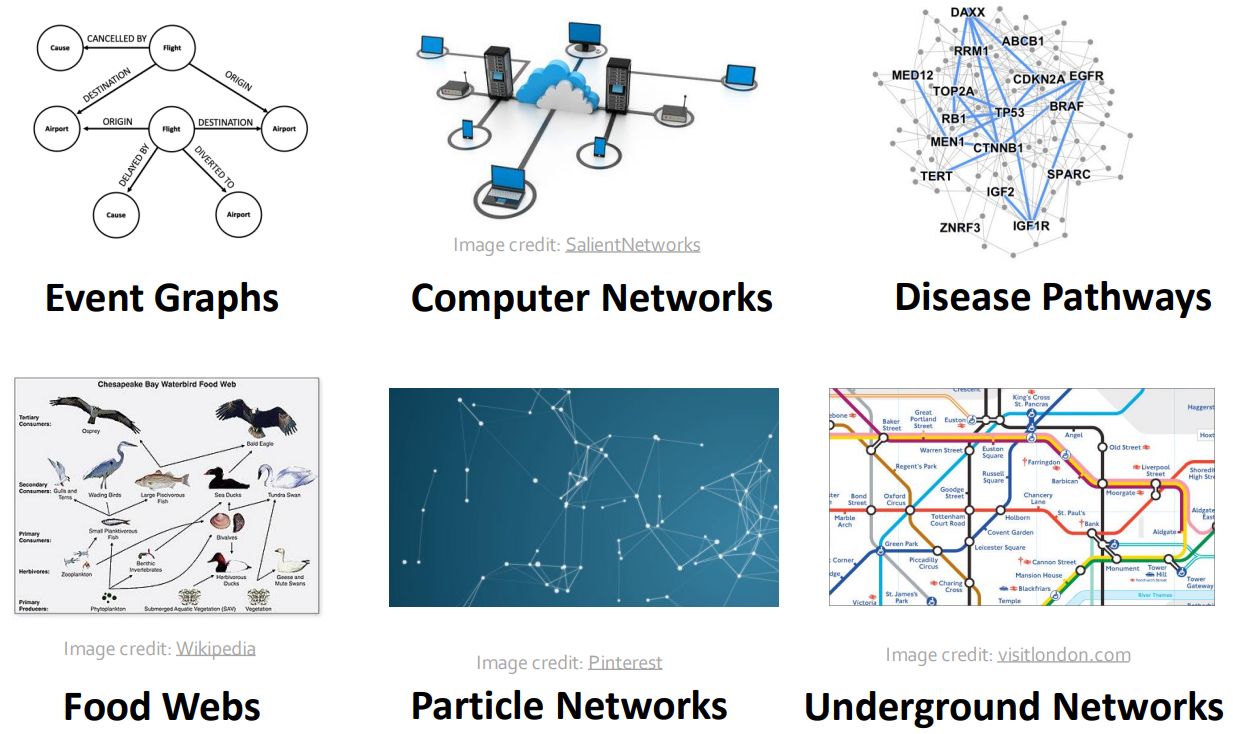 Cause
CANCELLED BY
Flight
DESTINATION
ORIGIN
Airport
ORIGIN
Flight
DESTINATION
Airport
DELAYED BY
DIVERTED TO
Cause
Airport
Event Graphs
Image credit: SalientNetworks
Computer Networks
DAXX
RRM1
ABCB1
MED12
CDKN2A
EGFR
TOP2A
BRAF
RB1
TP53
MEN1
CTNNB1
TERT
SPARC
IGF2
ZNRF3
IGF1R
Disease Pathways
Chesapeake Bay Waterbird Food Web
Tertiary
Consumers:
Osprey
Bald Eagle
Secondary
Consumers:
Gulls and
Terns
Wading Birds
Large Piscivorous
Fish
Sea Ducks
Tundra Swan
Small Planktivorous
Fish
Bivalves
Primary
Consumers:
Herbivores:
Zooplankton
Benthic
Invertebrates
Herbivorous
Ducks
Geese and
Mute Swans
Primary
Producers:
Phytoplankton
Submerged Aquatic Vegetation (SAV)
Vegetation
Image credit: Wikipedia
Food Webs
Image credit: Pinterest
Particle Networks
Crescent
King's Cross
St. Pancras
ebone
Baker
Street
Great
Portland
Street
Euston
Haggerst
Angel
Old Street
Hoxt
Warren Street
Euston
Square
Farringdon
Liverpool
Street
Shoredi
High Str
Regent's Park
Russell
Square
Barbican
Moorgate
Bond
Street
Oxford
Circus
Goodge
Street
Chancery
Lane
Marble
Arch
Tottenham
Court Road
Holborn
St. Paul's
Bank
Aldgate
Aldgate
East
Covent Garden
Leicester Square
Green Park
Corner
dge
Piccadilly
Circus
Cannon Street
Mansion House
Monument
Tower
Hill
Tower
Gateway
Charing
Cross
Blackfriars
Victoria
St. James's
Park
Temple
River Thames
Image credit: visitlondon.com
Underground Networks